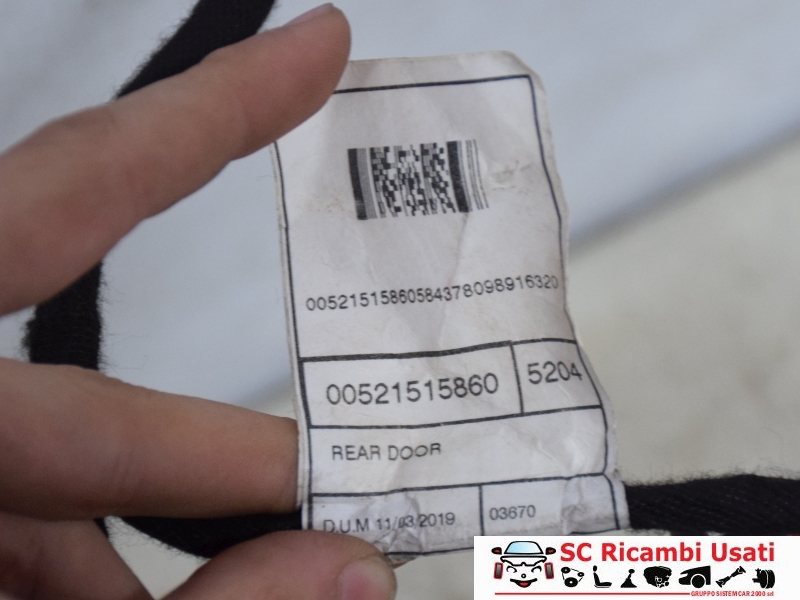 00521515860584378098916320
00521515860 5204
REAR DOOR
D.U.M 11/03/2019 03670
SC Ricambi Usati
GRUPPO SISTEMCAR 2000 srl